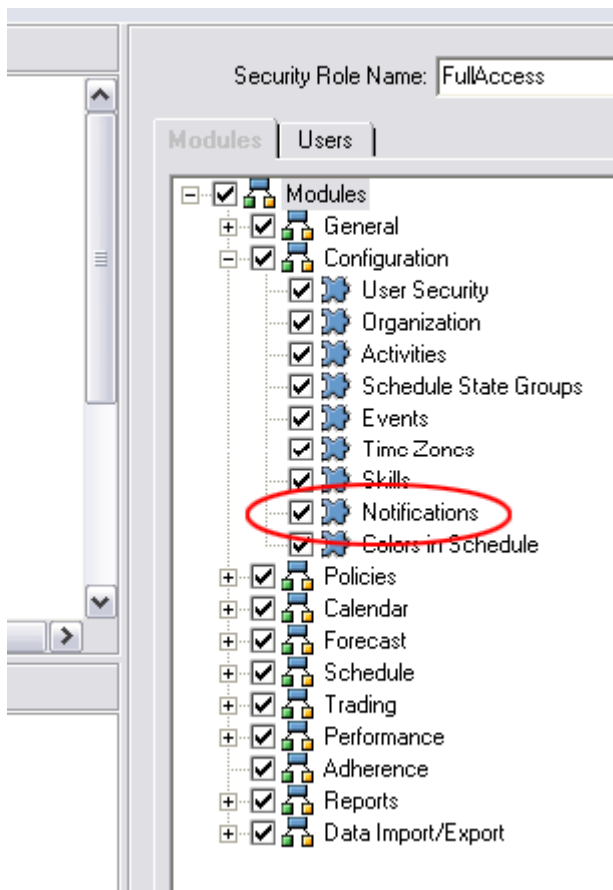 Security Role Name: FullAccess
Modules Users
Modules
General
Configuration
User Security
Organization
Activities
Schedule State Groups
Events
Time Zones
Skills
Notifications
Colors in Schedule
Policies
Calendar
Forecast
Schedule
Trading
Performance
Adherence
Reports
Data Import/Export